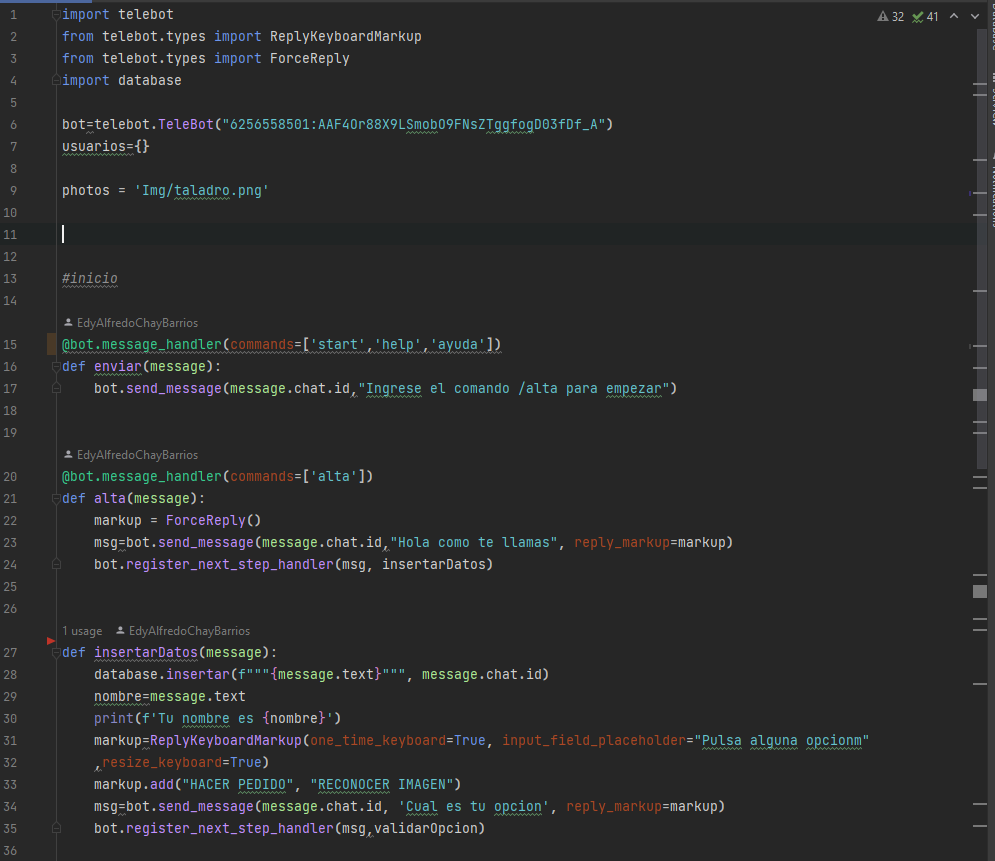 32 41
1 import telebot
2 from telebot.types import ReplyKeyboardMarkup
3 from telebot.types import ForceReply
4 import database
5
6 bot=telebot.TeleBot("6256558501:AAF4Or88X9LSmobO9FNsZTggfogD03fDf_A")
7 usuarios={}
8
9 photos = 'Img/taladro.png'
10
11
12
13 #inicio
14
EdyAlfredoChayBarrios
15 @bot.message_handler(commands=['start','help','ayuda'])
16 def enviar(message):
17 bot.send_message(message.chat.id,"Ingrese el comando /alta para empezar")
18
19
EdyAlfredoChayBarrios
20 @bot.message_handler(commands=['alta'])
21 def alta(message):
22 markup = ForceReply()
23 msg=bot.send_message(message.chat.id,"Hola como te llamas", reply_markup=markup)
24 bot.register_next_step_handler(msg, insertarDatos)
25
26
1 usage EdyAlfredoChayBarrios
27 def insertarDatos(message):
28 database.insertar(f"""{message.text}""", message.chat.id)
29 nombre=message.text
30 print(f'Tu nombre es {nombre}')
31 markup=ReplyKeyboardMarkup(one_time_keyboard=True, input_field_placeholder="Pulsa alguna opcionm"
32 ,resize_keyboard=True)
33 markup.add("HACER PEDIDO", "RECONOCER IMAGEN")
34 msg=bot.send_message(message.chat.id, 'Cual es tu opcion', reply_markup=markup)
35 bot.register_next_step_handler(msg,validarOpcion)
36